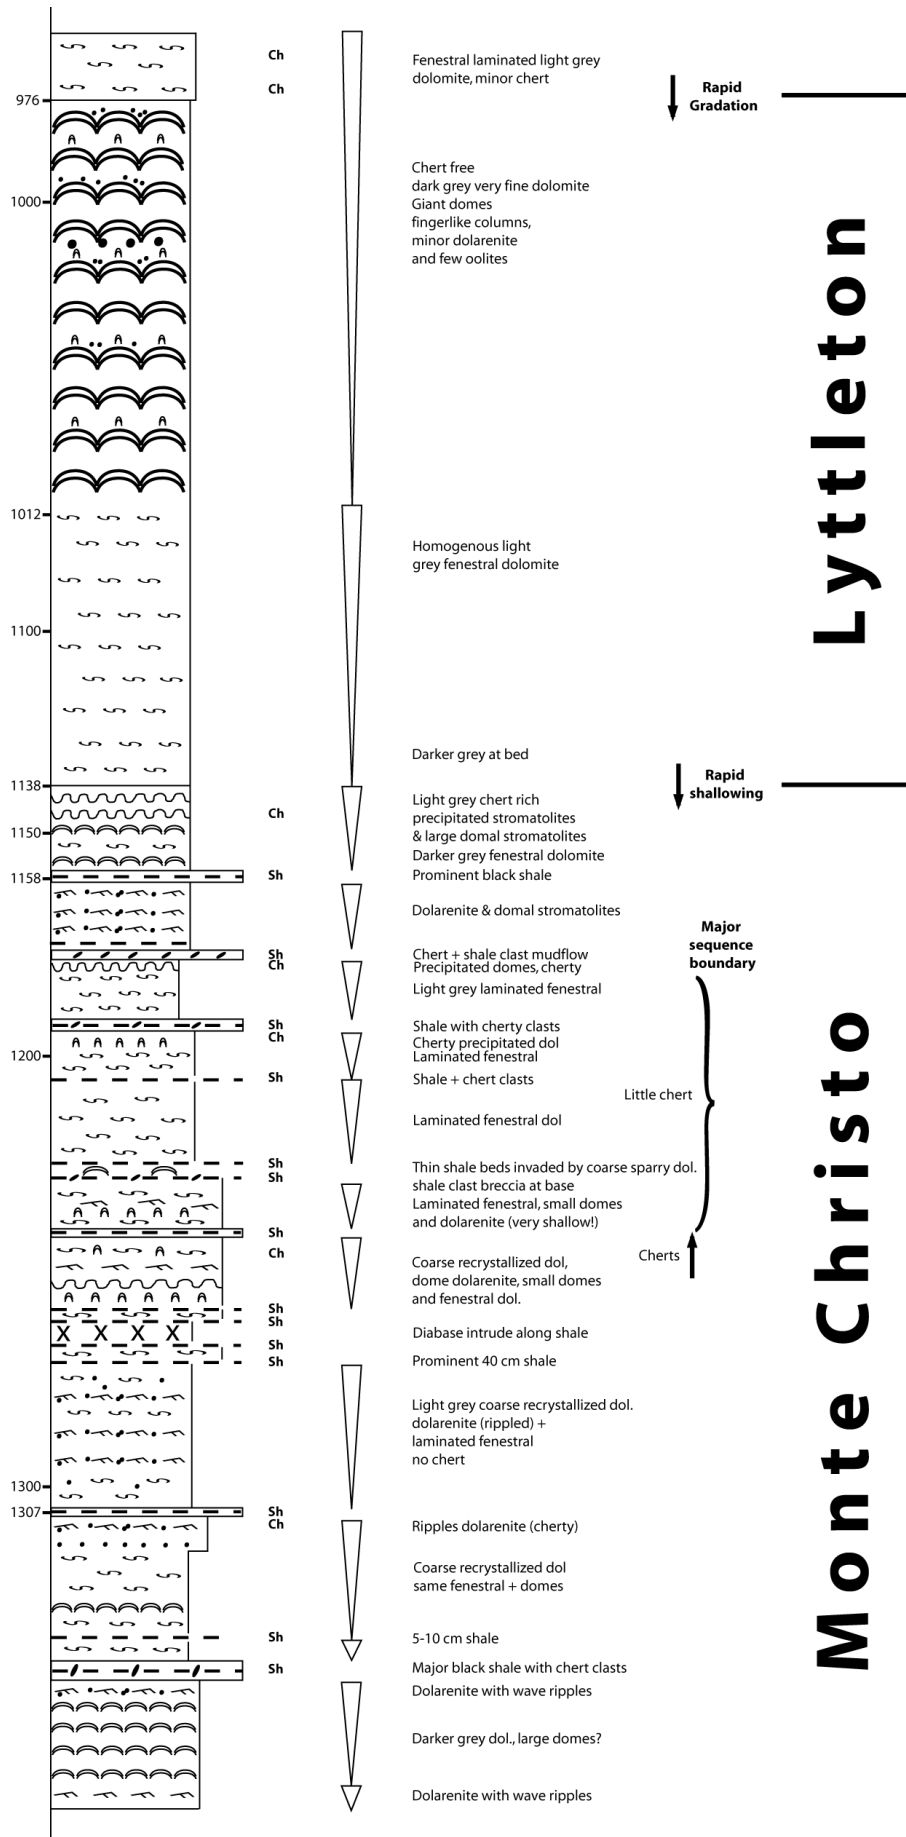 Ch
Fenestral laminated light grey
dolomite, minor chert
Ch
Rapid
Gradation
976
Chert free
dark grey very fine dolomite
Giant domes
fingerlike columns,
minor dolarenite
and few oolites
1000
Lyttleton
1012
Homogenous light
grey fenestral dolomite
1100
Darker grey at bed
Rapid
shallowing
1138
Light grey chert rich
precipitated stromatolites
& large domal stromatolites
Darker grey fenestral dolomite
Ch
1150
Sh
Prominent black shale
1158
Dolarenite & domal stromatolites
Major
sequence
boundary
Sh
Chert + shale clast mudflow
Ch
Precipitated domes, cherty
Light grey laminated fenestral
Sh
Shale with cherty clasts
Ch
Cherty precipitated dol
Laminated fenestral
1200
Sh
Shale + chert clasts
Little chert
Laminated fenestral dol
Sh
Thin shale beds invaded by coarse sparry dol.
Sh
shale clast breccia at base
Laminated fenestral, small domes
and dolarenite (very shallow!)
Sh
Ch
Cherts
Coarse recrystallized dol,
dome dolarenite, small domes
and fenestral dol.
Monte Christo
Sh
Sh
X X X X
Diabase intrude along shale
Sh
Sh
Prominent 40 cm shale
Light grey coarse recrystallized dol.
dolarenite (rippled) +
laminated fenestral
no chert
1300
1307
Sh
Ch
Ripples dolarenite (cherty)
Coarse recrystallized dol
same fenestral + domes
Sh
5-10 cm shale
Sh
Major black shale with chert clasts
Dolarenite with wave ripples
Darker grey dol., large domes?
Dolarenite with wave ripples